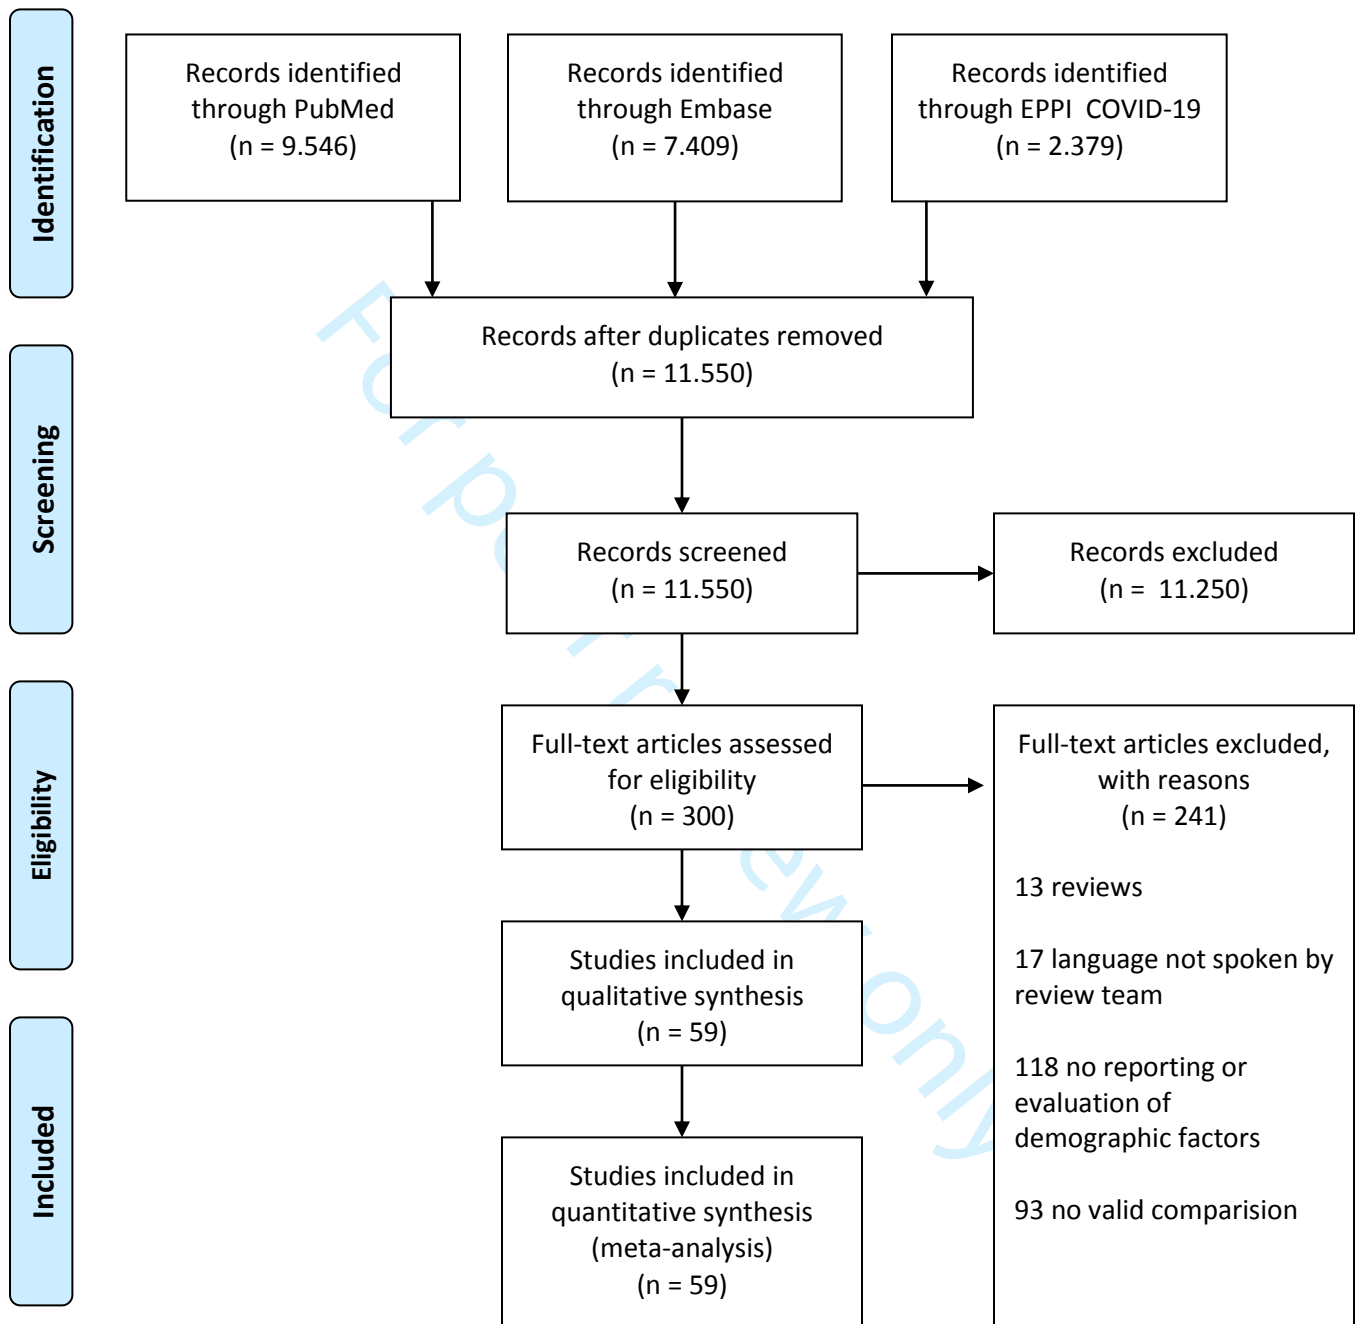 Identification
Records identified
through PubMed
(n = 9.546)
Records identified
through Embase
(n = 7.409)
Records identified
through EPPI  COVID-19
(n = 2.379)
Records after duplicates removed
(n = 11.550)
Screening
Records screened
(n = 11.550)
Records excluded
(n =  11.250)
Eligibility
Full-text articles assessed
for eligibility
(n = 300)
Full-text articles excluded,
with reasons
(n = 241)
13 reviews
17 language not spoken by
review team
118 no reporting or
evaluation of
demographic factors
93 no valid comparision
Studies included in
qualitative synthesis
(n = 59)
Included
Studies included in
quantitative synthesis
(meta-analysis)
(n = 59)
For peer review only